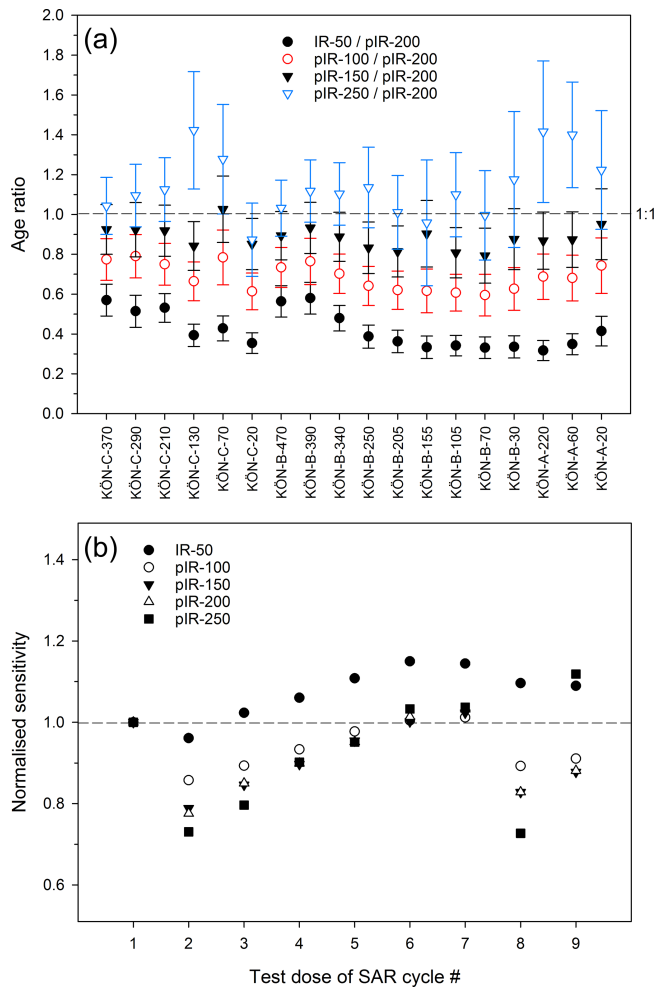 (a)
IR-50 / pIR-200
pIR-100 / pIR-200
pIR-150 / pIR-200
pIR-250 / pIR-200
Age ratio
2.0
1.8
1.6
1.4
1.2
1.0
0.8
0.6
0.4
0.2
0.0
1:1
KÖN-C-370
KÖN-C-290
KÖN-C-210
KÖN-C-130
KÖN-C-70
KÖN-C-20
KÖN-B-470
KÖN-B-390
KÖN-B-340
KÖN-B-250
KÖN-B-205
KÖN-B-155
KÖN-B-105
KÖN-B-70
KÖN-B-30
KÖN-A-220
KÖN-A-60
KÖN-A-20
(b)
IR-50
pIR-100
pIR-150
pIR-200
pIR-250
Normalised sensitivity
1.4
1.2
1.0
0.8
0.6
1 2 3 4 5 6 7 8 9
Test dose of SAR cycle #